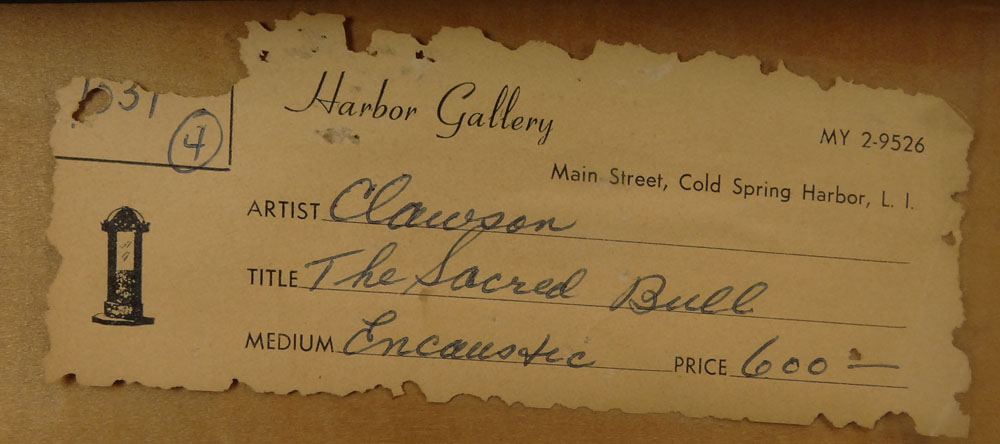 1531
4
Harbor Gallery
MY 2-9526
Main Street, Cold Spring Harbor, L. I.
ARTIST Clawson
TITLE The Sacred Bull
MEDIUM Encaustic PRICE 600 —